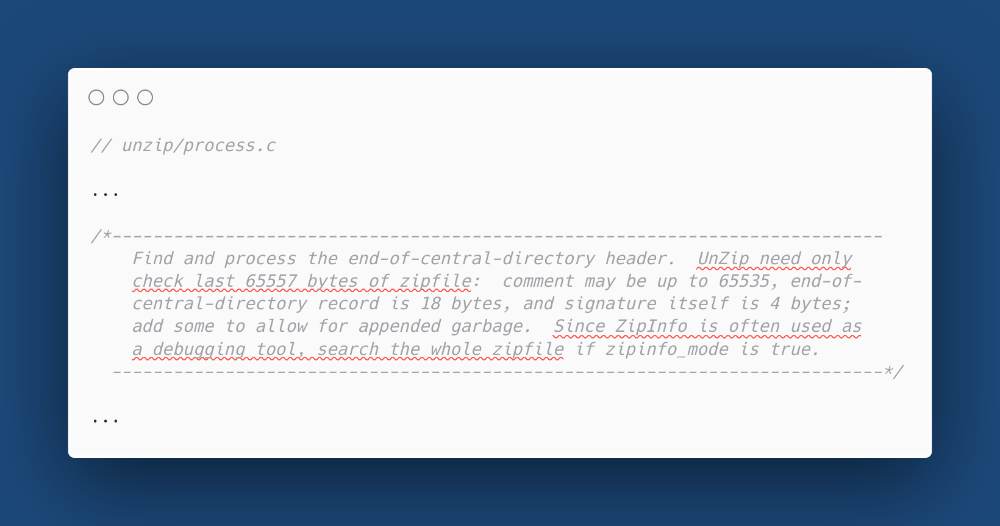 // unzip/process.c
...
/*---------------------------------------------------------------------------
    Find and process the end-of-central-directory header.  UnZip need only
    check last 65557 bytes of zipfile:  comment may be up to 65535, end-of-
    central-directory record is 18 bytes, and signature itself is 4 bytes;
    add some to allow for appended garbage.  Since ZipInfo is often used as
    a debugging tool, search the whole zipfile if zipinfo_mode is true.
  ---------------------------------------------------------------------------*/
...